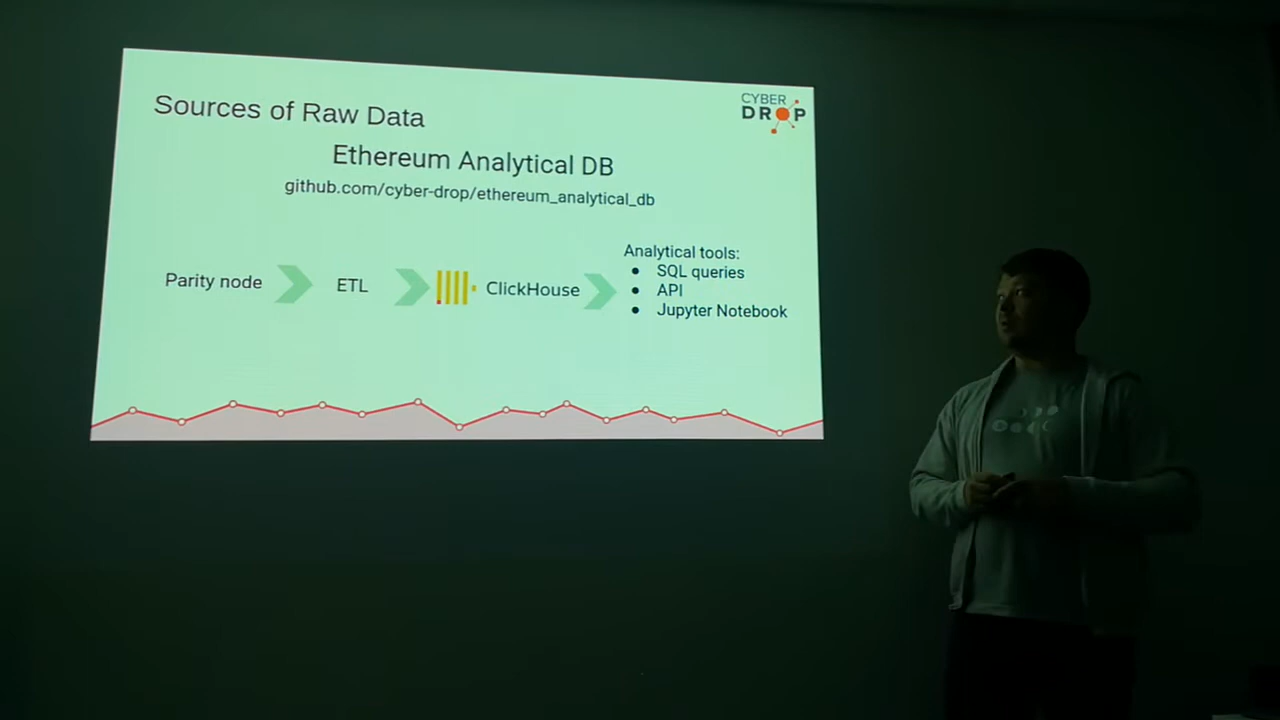 Sources of Raw Data
CYBER
DROP
Ethereum Analytical DB
github.com/cyber-drop/ethereum_analytical_db
Parity node
ETL
ClickHouse
Analytical tools:
• SQL queries
• API
• Jupyter Notebook